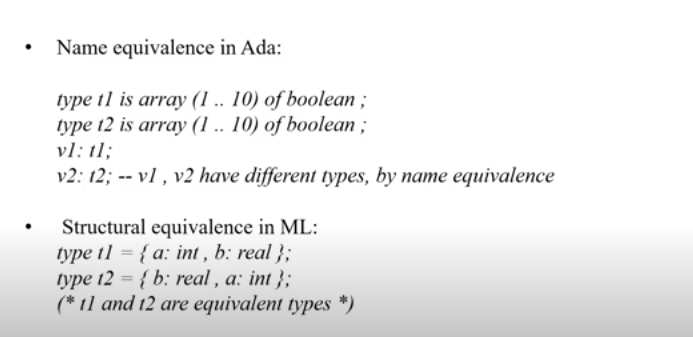 • Name equivalence in Ada:
type t1 is array (1 .. 10) of boolean ;
type t2 is array (1 .. 10) of boolean ;
v1: t1;
v2: t2; -- v1 , v2 have different types, by name equivalence
• Structural equivalence in ML:
type t1 = { a: int , b: real };
type t2 = { b: real , a: int };
(* t1 and t2 are equivalent types *)